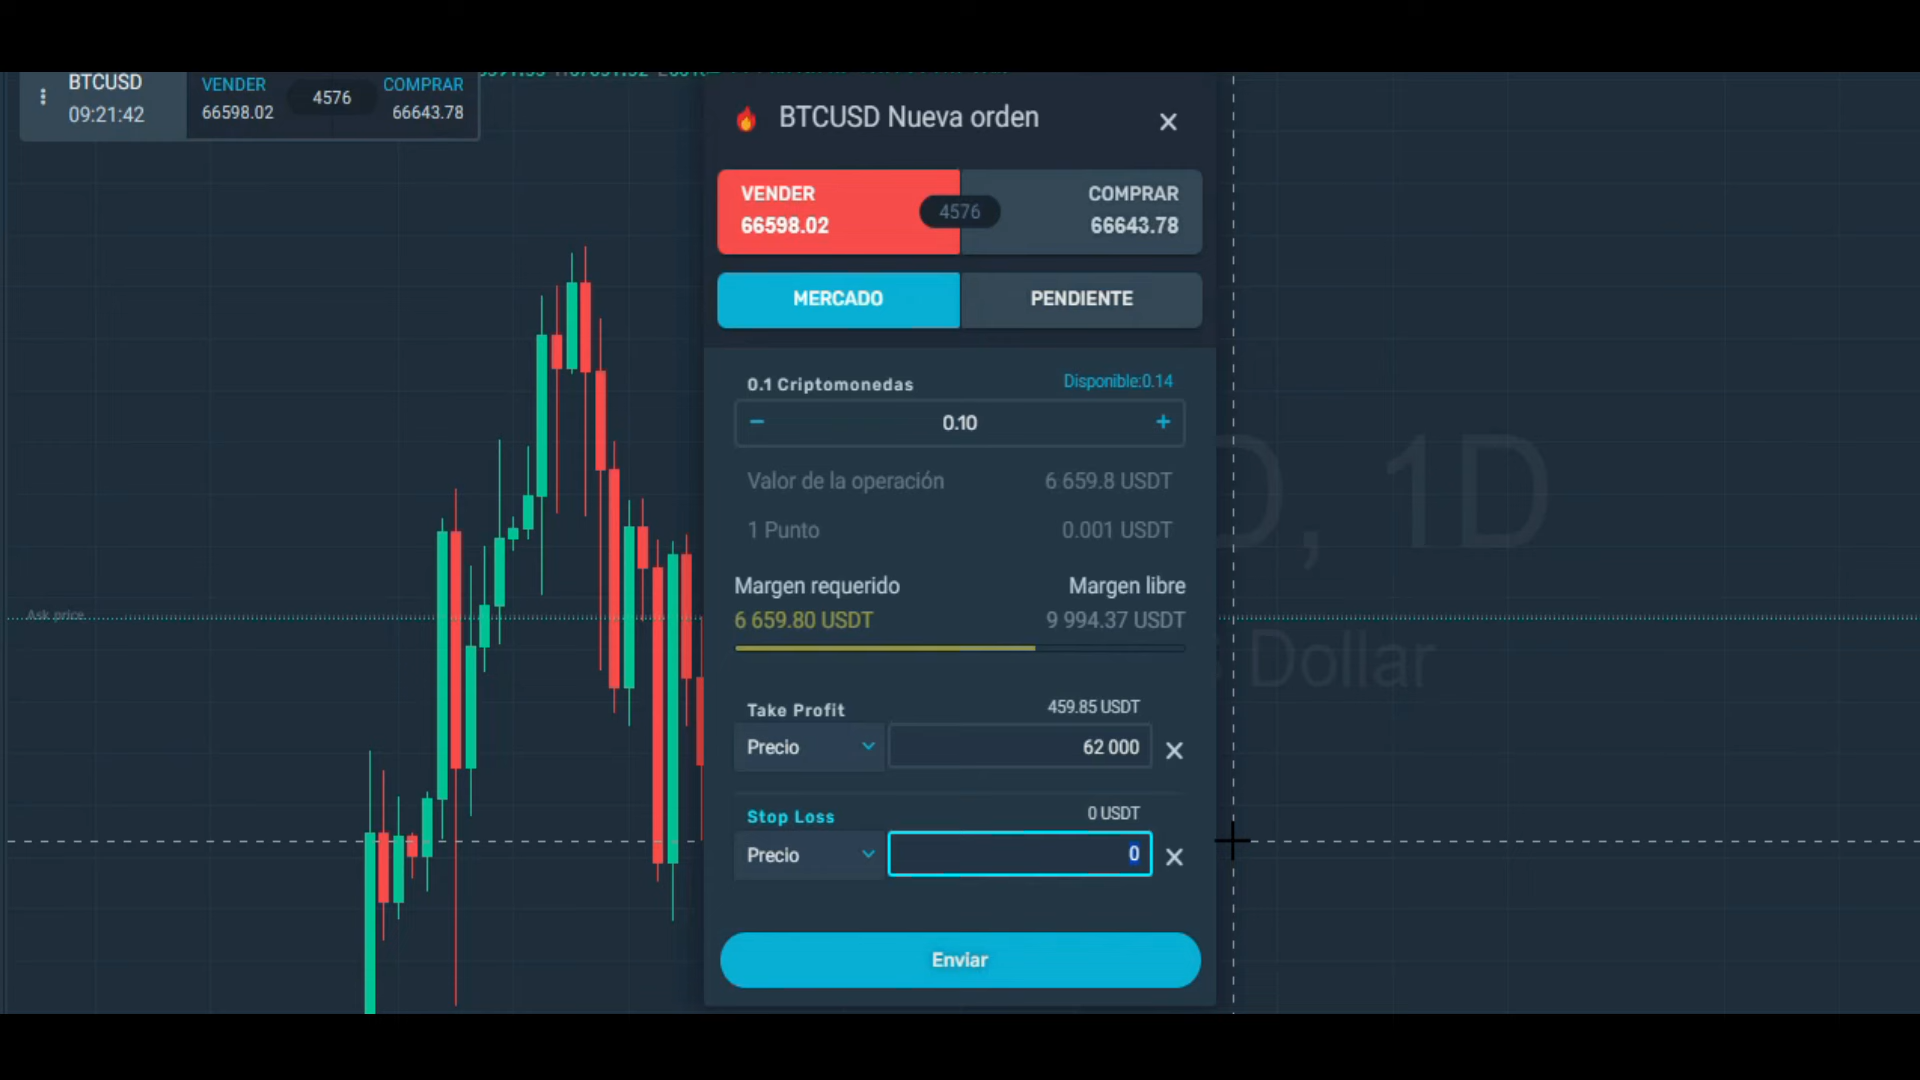 BTCUSD
09:21:42
VENDER
66598.02
4576
COMPRAR
66643.78
BTCUSD Nueva orden
VENDER
66598.02
4576
COMPRAR
66643.78
MERCADO
PENDIENTE
0.1 Criptomonedas
Disponible:0.14
0.10
Valor de la operación
6 659.8 USDT
1 Punto
0.001 USDT
Margen requerido
Margen libre
6 659.80 USDT
9 994.37 USDT
Take Profit
459.85 USDT
Precio
62 000
Stop Loss
0 USDT
Precio
0
Enviar
Ask price
D, 1D
Dollar